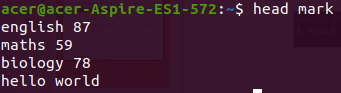 acer@acer-Aspire-ES1-572:~$ head mark
english 87
maths 59
biology 78
hello world